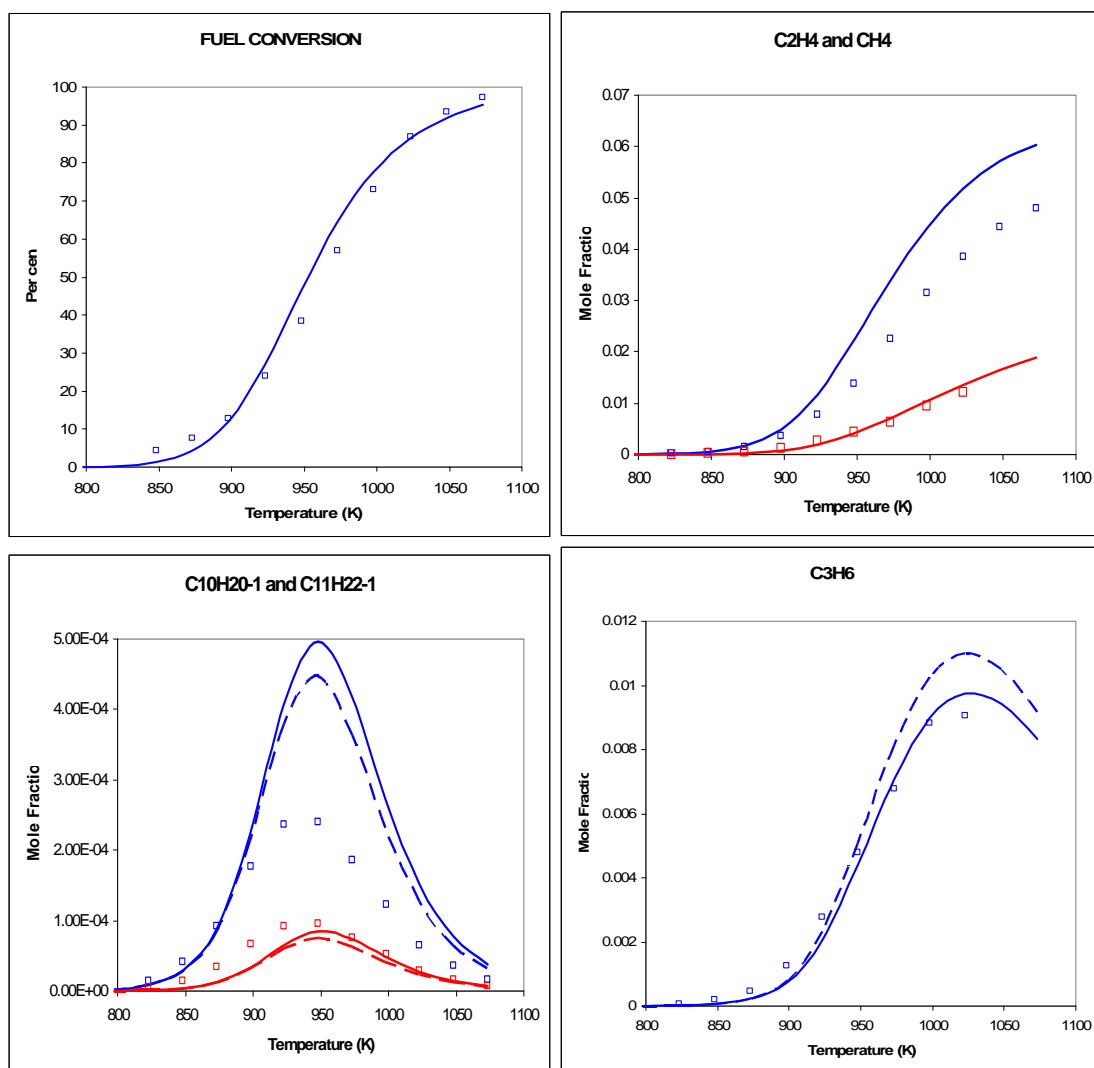 FUEL CONVERSION
100
90
80
70
60
50
40
30
20
10
0
Per cen
800 850 900 950 1000 1050 1100
Temperature (K)
C2H4 and CH4
0.07
0.06
0.05
0.04
0.03
0.02
0.01
0
Mole Fractic
800 850 900 950 1000 1050 1100
Temperature (K)
C10H20-1 and C11H22-1
5.00E-04
4.00E-04
3.00E-04
2.00E-04
1.00E-04
0.00E+00
Mole Fractic
800 850 900 950 1000 1050 1100
Temperature (K)
C3H6
0.012
0.01
0.008
0.006
0.004
0.002
0
Mole Fractic
800 850 900 950 1000 1050 1100
Temperature (K)